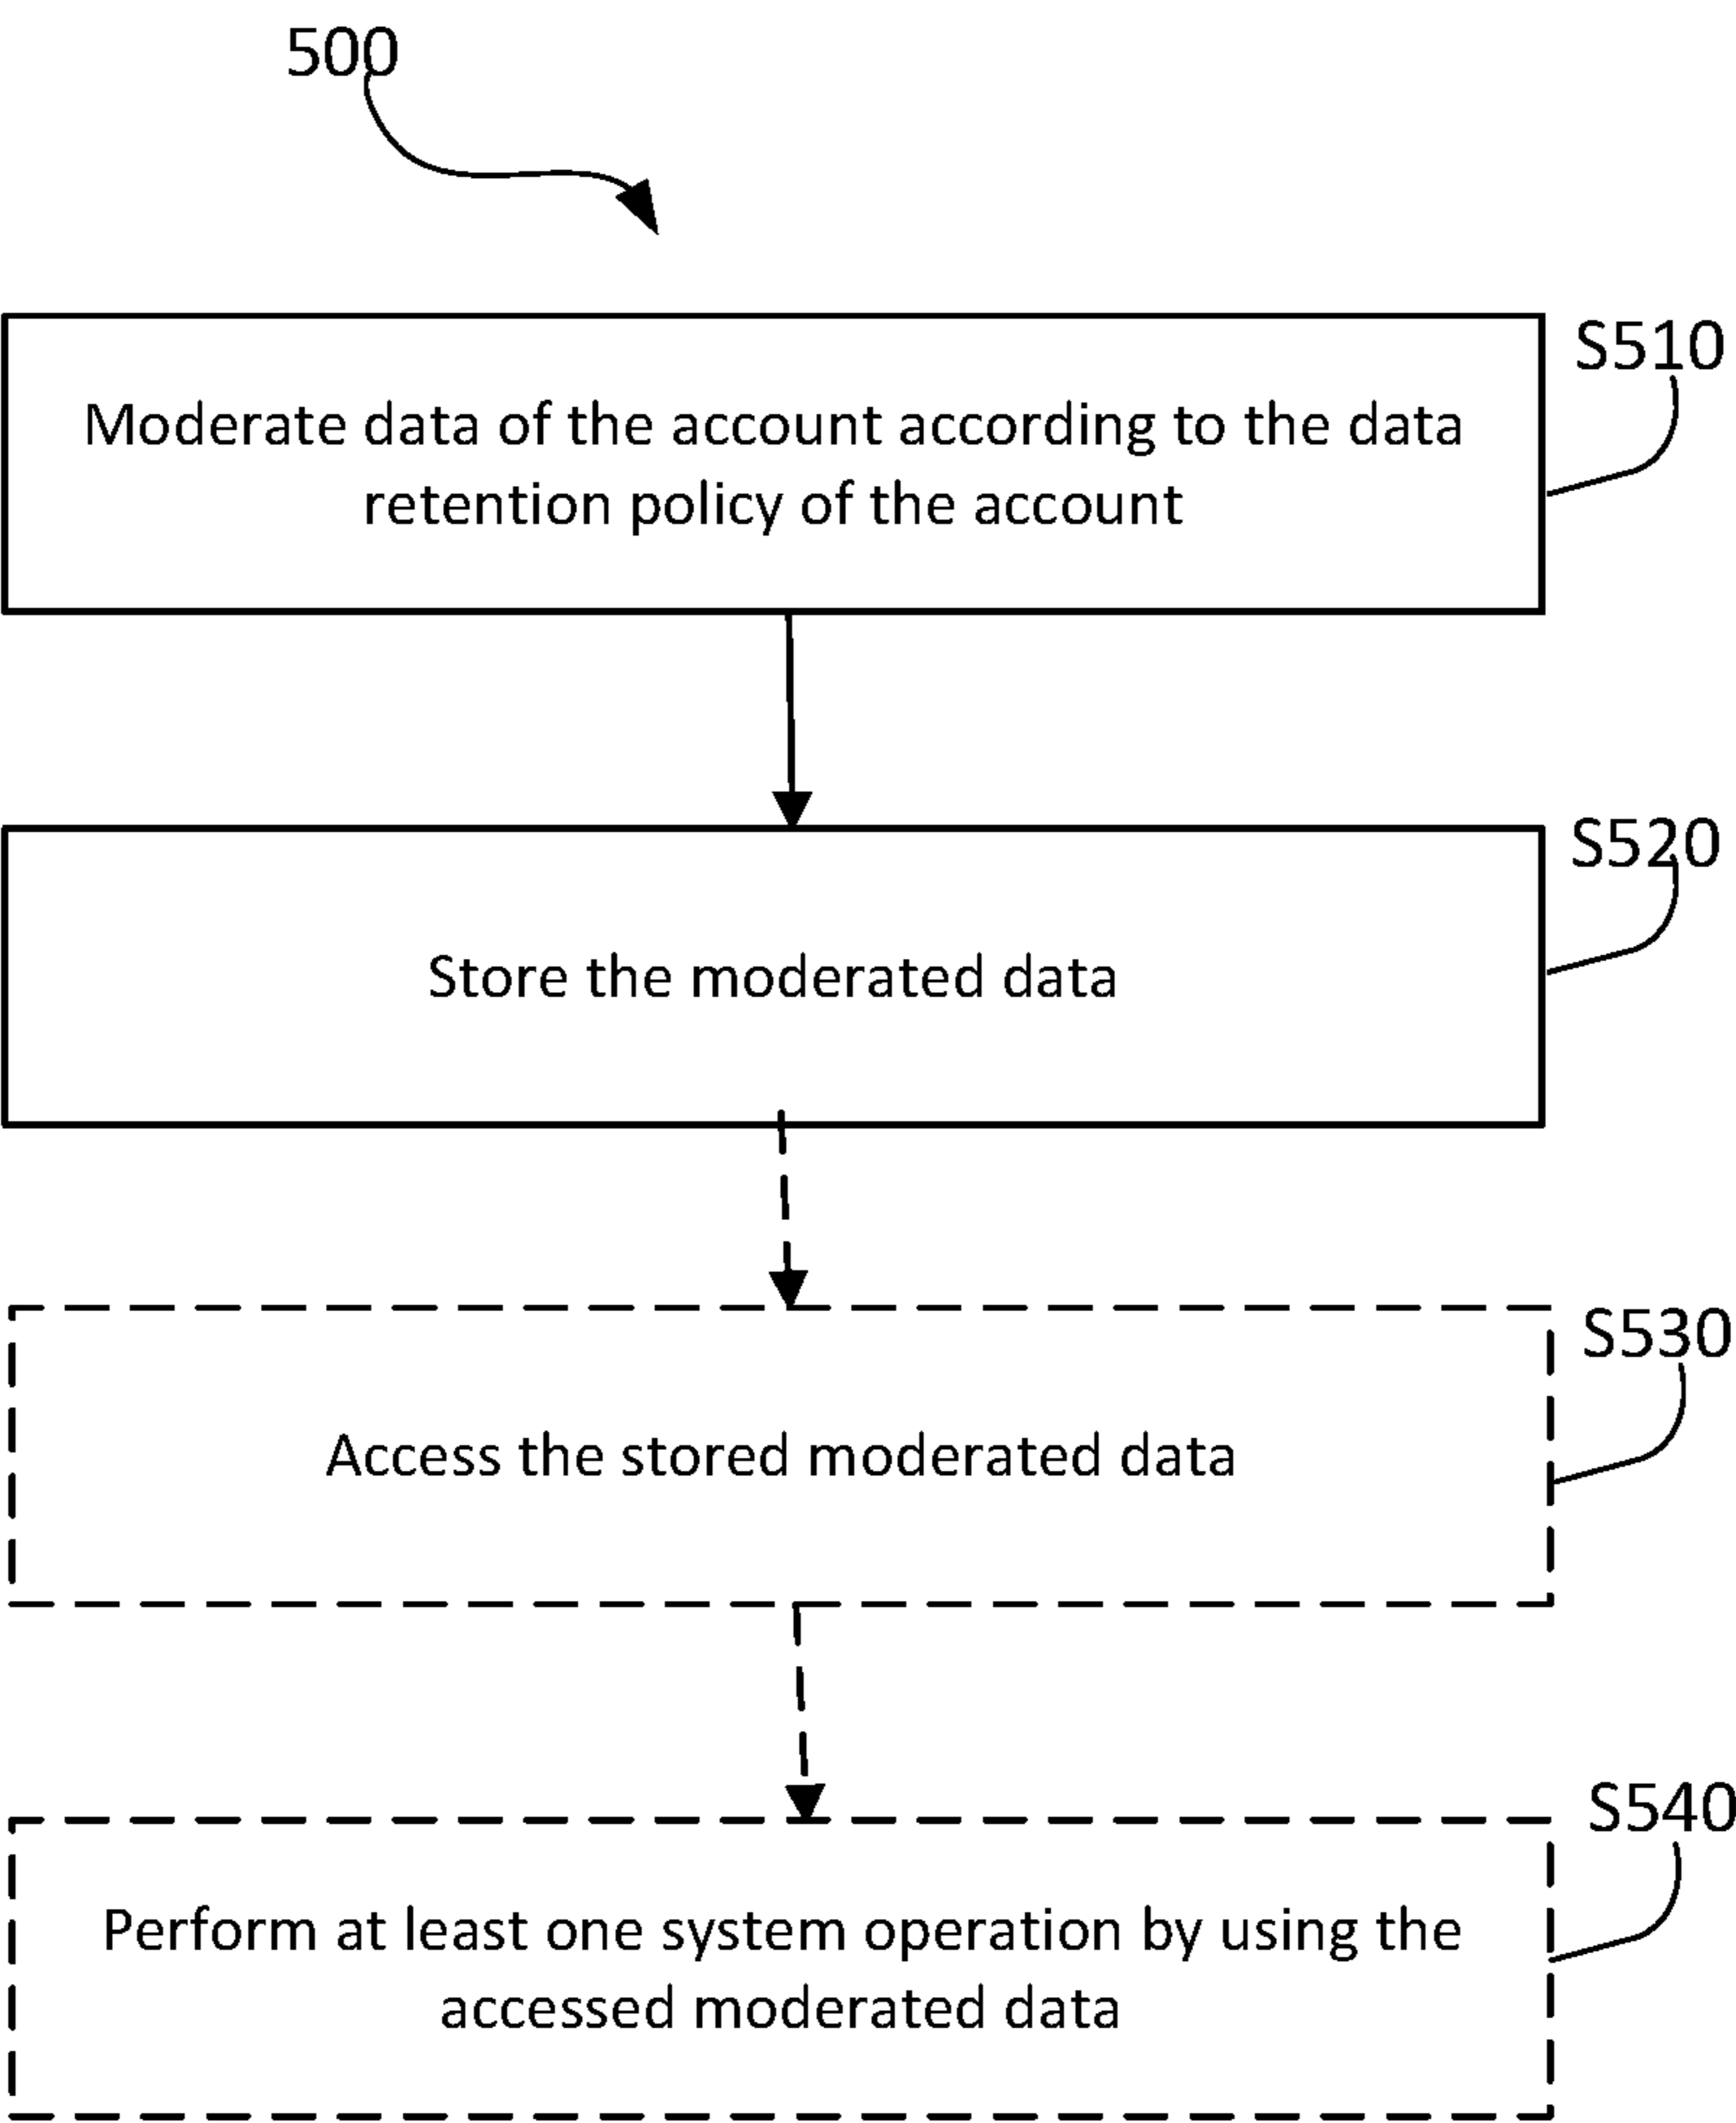 500
S510
Moderate data of the account according to the data
retention policy of the account
S520
Store the moderated data
S530
Access the stored moderated data
S540
Perform at least one system operation by using the
accessed moderated data